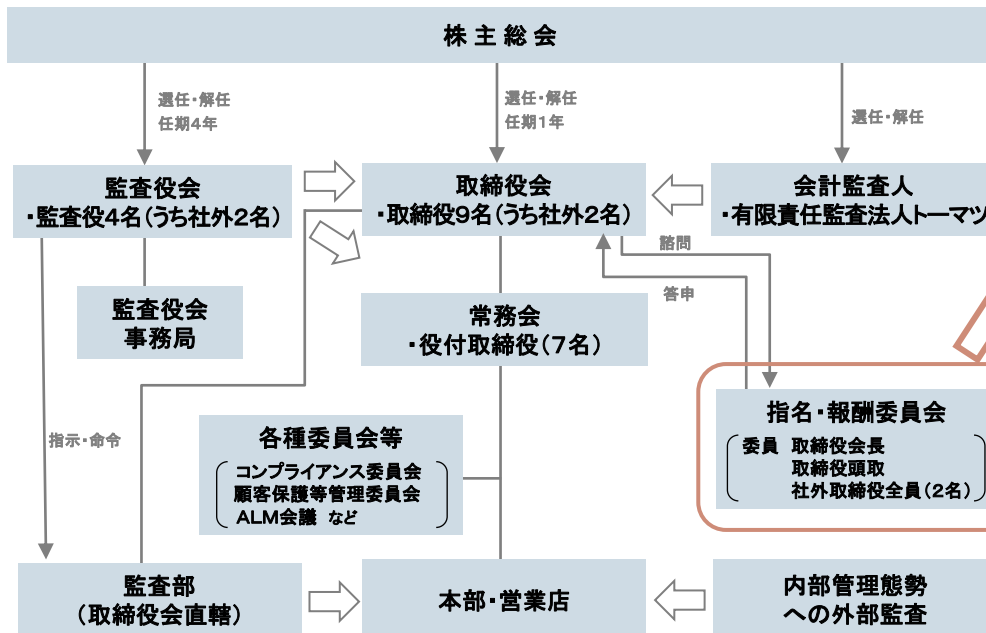 株主総会
選任・解任
任期4年
選任・解任
任期1年
選任・解任
監査役会
・監査役4名(うち社外2名)
取締役会
・取締役9名(うち社外2名)
会計監査人
・有限責任監査法人トーマツ
諮問
答申
監査役会
事務局
常務会
・役付取締役(7名)
指示・命令
各種委員会等
コンプライアンス委員会
顧客保護等管理委員会
ALM会議 など
指名・報酬委員会
委員 取締役会長
取締役頭取
社外取締役全員(2名)
監査部
(取締役会直轄)
本部・営業店
内部管理態勢
への外部監査